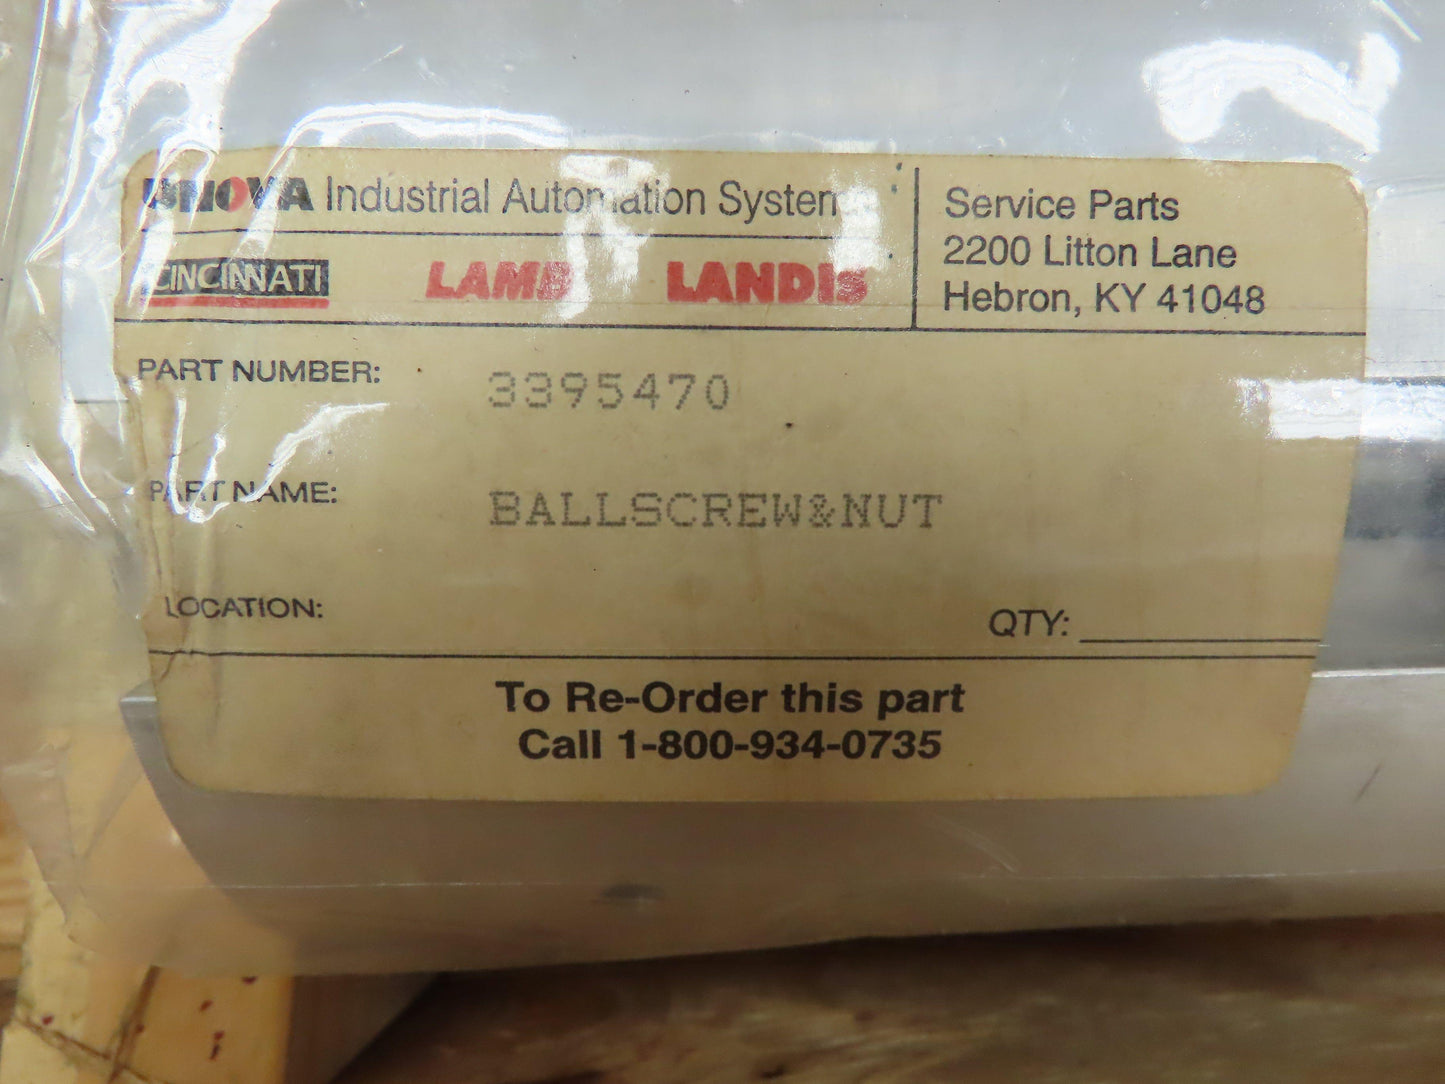 UNOVA Industrial Automation Systems
CINCINNATI LAMB LANDIS
Service Parts
2200 Litton Lane
Hebron, KY 41048
PART NUMBER: 3395470
PART NAME: BALLSCREW&NUT
LOCATION:
QTY:
To Re-Order this part
Call 1-800-934-0735